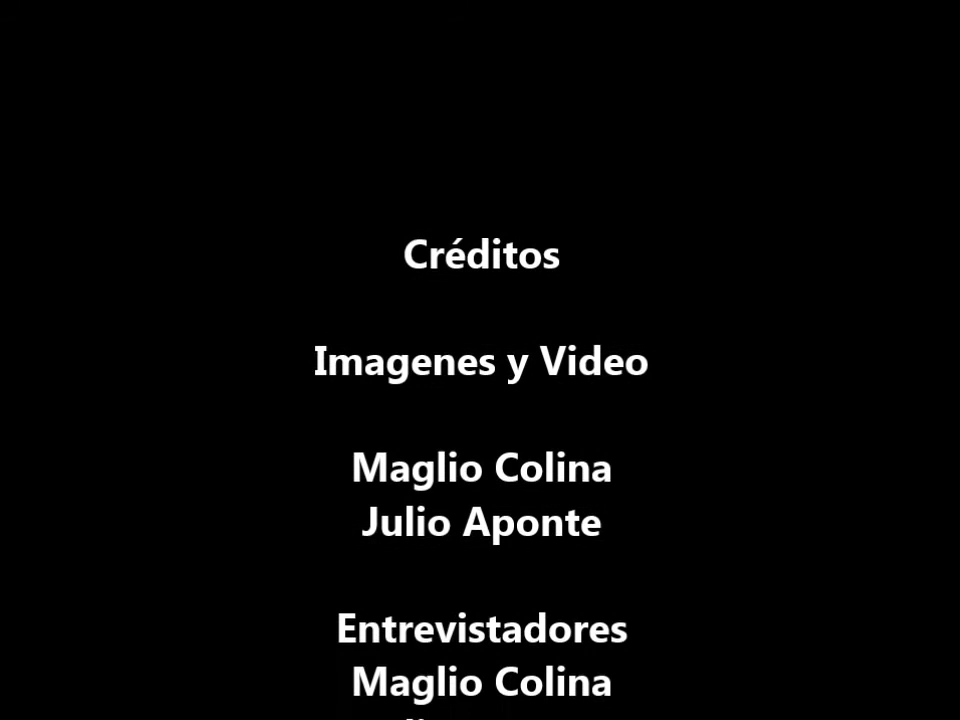 Créditos
Imagenes y Video
Maglio Colina
Julio Aponte
Entrevistadores
Maglio Colina